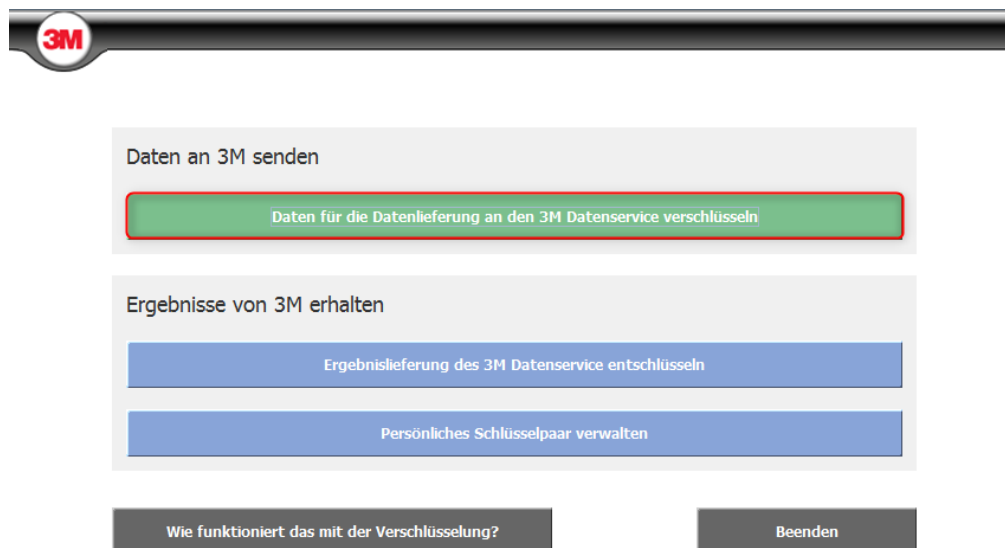 3M
Daten an 3M senden
Daten für die Datenlieferung an den 3M Datenservice verschlüsseln
Ergebnisse von 3M erhalten
Ergebnislieferung des 3M Datenservice entschlüsseln
Persönliches Schlüsselpaar verwalten
Wie funktioniert das mit der Verschlüsselung?
Beenden